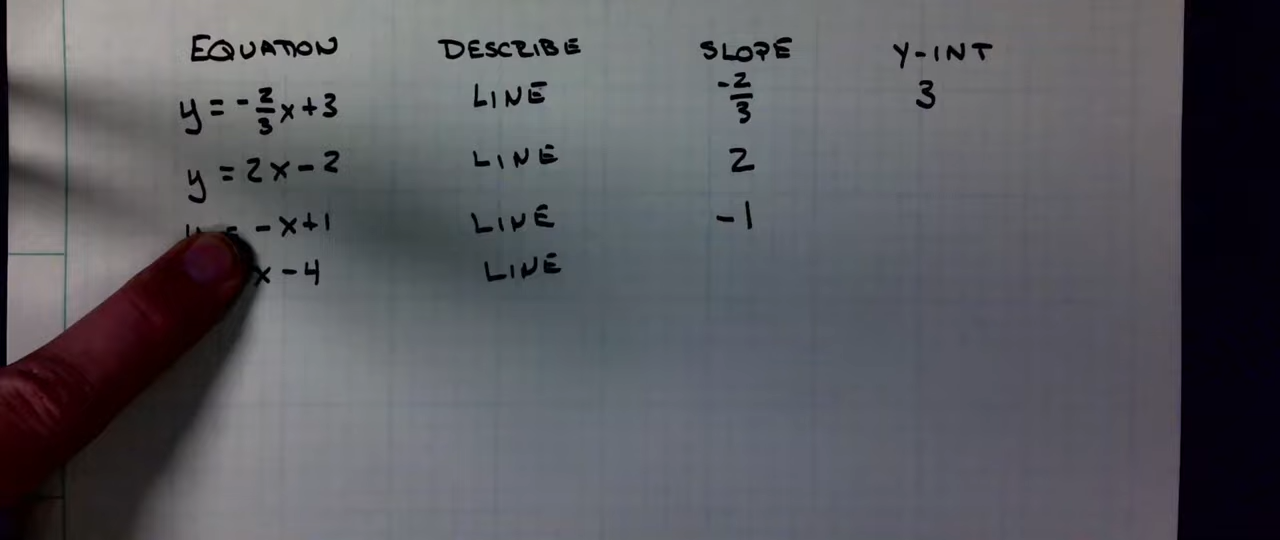 EQUATION DESCRIBE SLOPE Y-INT
y = -2/3x+3 LINE -2/3 3
y = 2x-2 LINE 2
y = -x+1 LINE -1
x-4 LINE